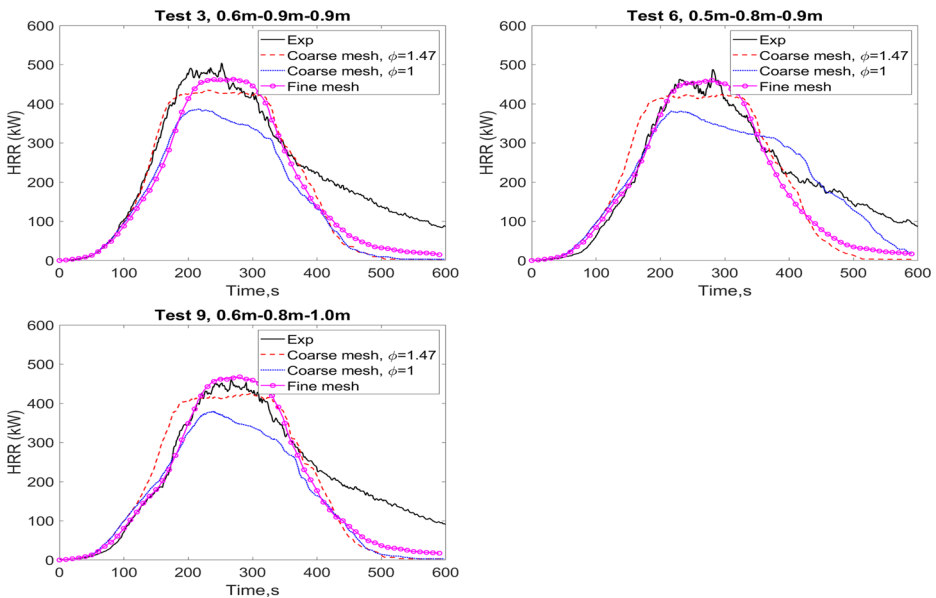 Test 3, 0.6m-0.9m-0.9m
600
500
400
300
200
100
0
HRR (kW)
Exp
Coarse mesh, ϕ=1.47
Coarse mesh, ϕ=1
Fine mesh
0 100 200 300 400 500 600
Time,s
Test 6, 0.5m-0.8m-0.9m
600
500
400
300
200
100
0
HRR (kW)
Exp
Coarse mesh, ϕ=1.47
Coarse mesh, ϕ=1
Fine mesh
0 100 200 300 400 500 600
Time,s
Test 9, 0.6m-0.8m-1.0m
600
500
400
300
200
100
0
HRR (kW)
Exp
Coarse mesh, ϕ=1.47
Coarse mesh, ϕ=1
Fine mesh
0 100 200 300 400 500 600
Time,s